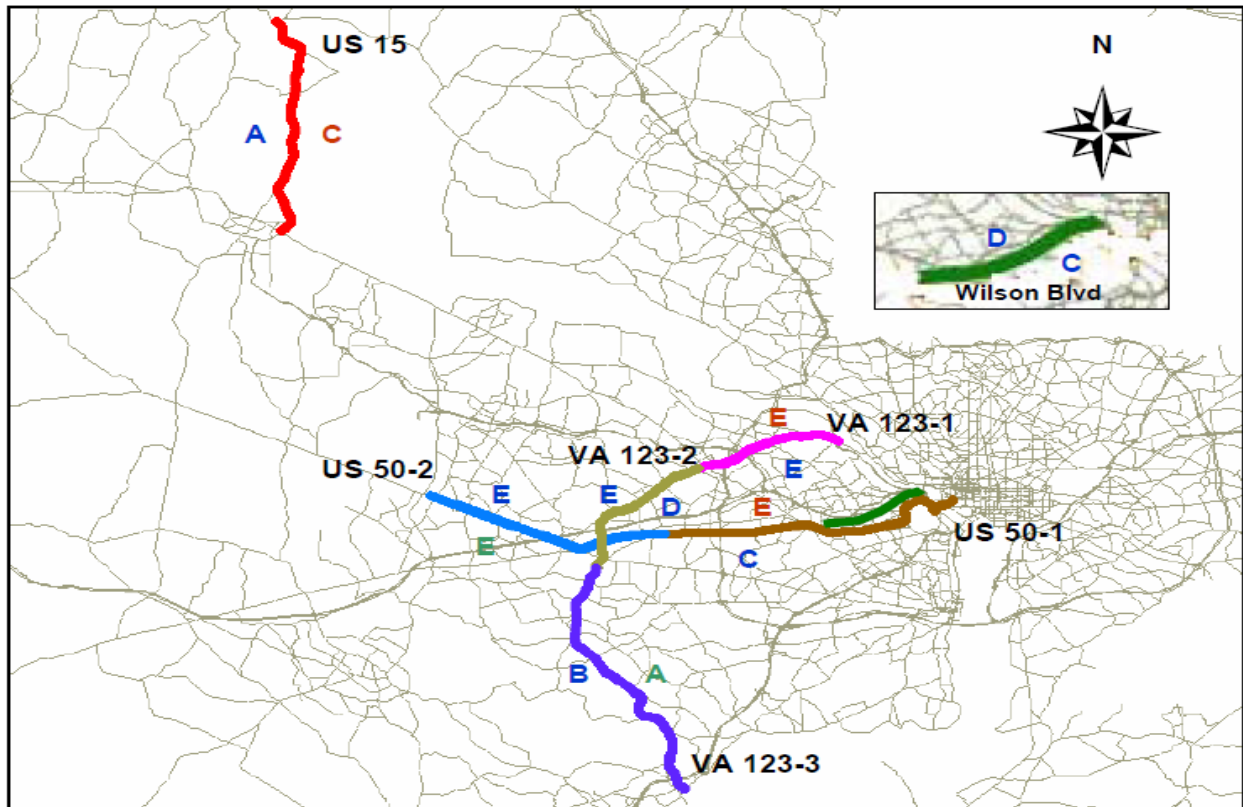 US 15
N
A C
D
C
Wilson Blvd
E
VA 123-1
VA 123-2
E
US 50-2
E
E
D
E
US 50-1
E
C
B
A
VA 123-3